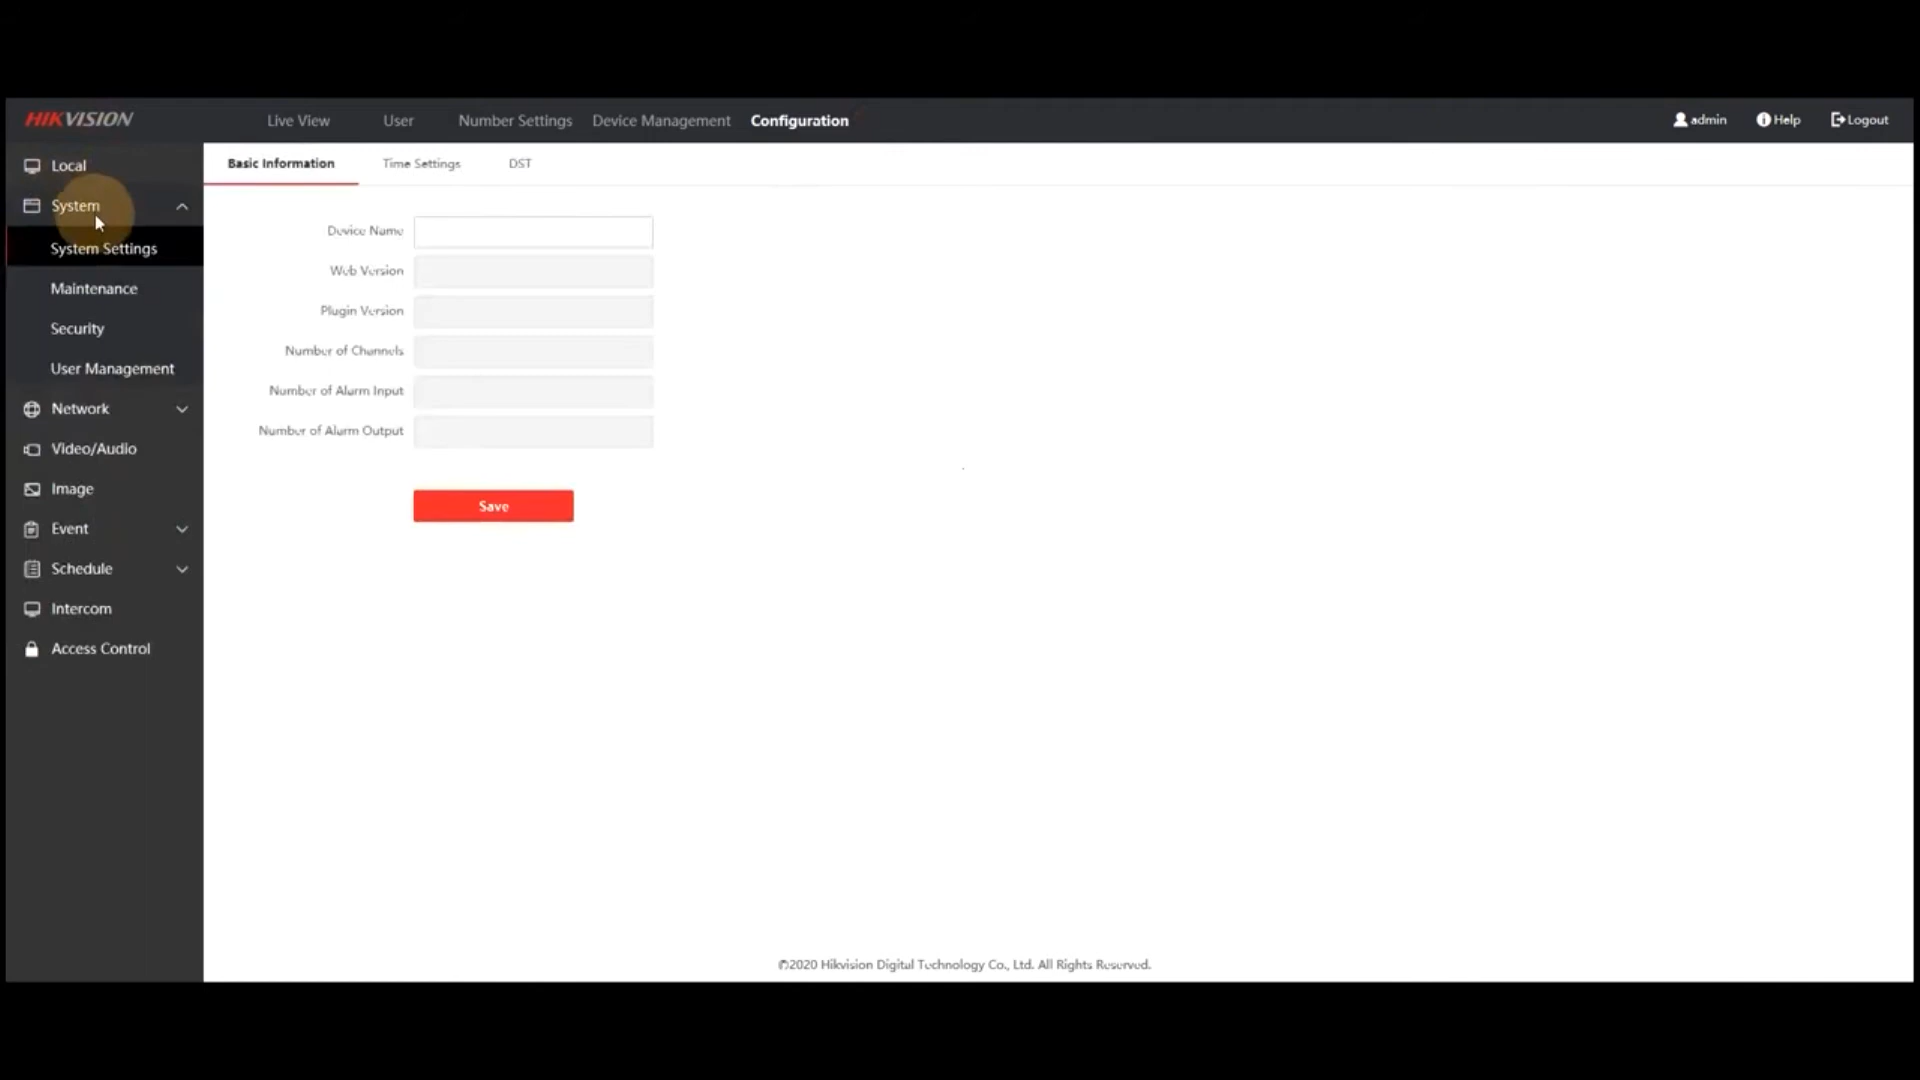 HIKVISION
Live View User Number Settings Device Management Configuration
admin Help Logout
Local
System
System Settings
Maintenance
Security
User Management
Network
Video/Audio
Image
Event
Schedule
Intercom
Access Control
Basic Information Time Settings DST
Device Name
Web Version
Plugin Version
Number of Channels
Number of Alarm Input
Number of Alarm Output
Save
©2020 Hikvision Digital Technology Co., Ltd. All Rights Reserved.